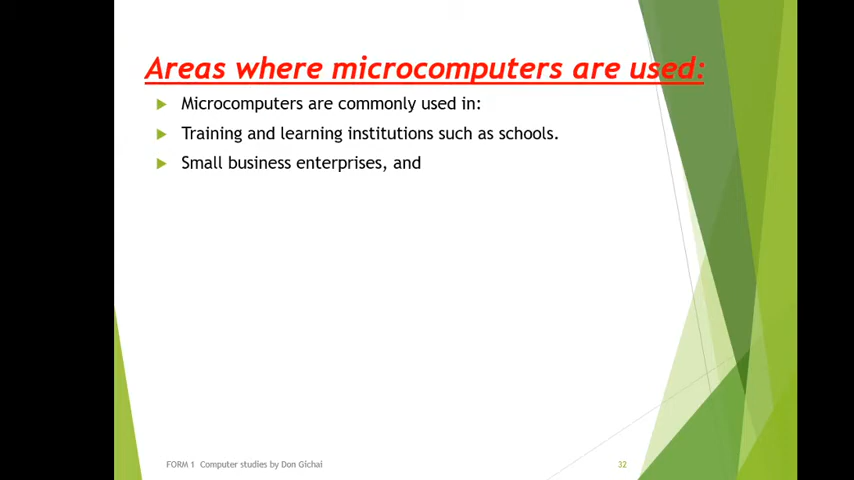 Areas where microcomputers are used:
Microcomputers are commonly used in:
Training and learning institutions such as schools.
Small business enterprises, and
FORM 1 Computer studies by Don Gichai
32